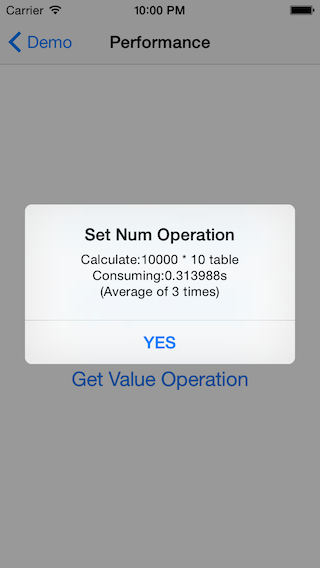 Carrier 10:00 PM
Demo Performance
Set Num Operation
Calculate:10000 * 10 table
Consuming:0.313988s
(Average of 3 times)
YES
Get Value Operation